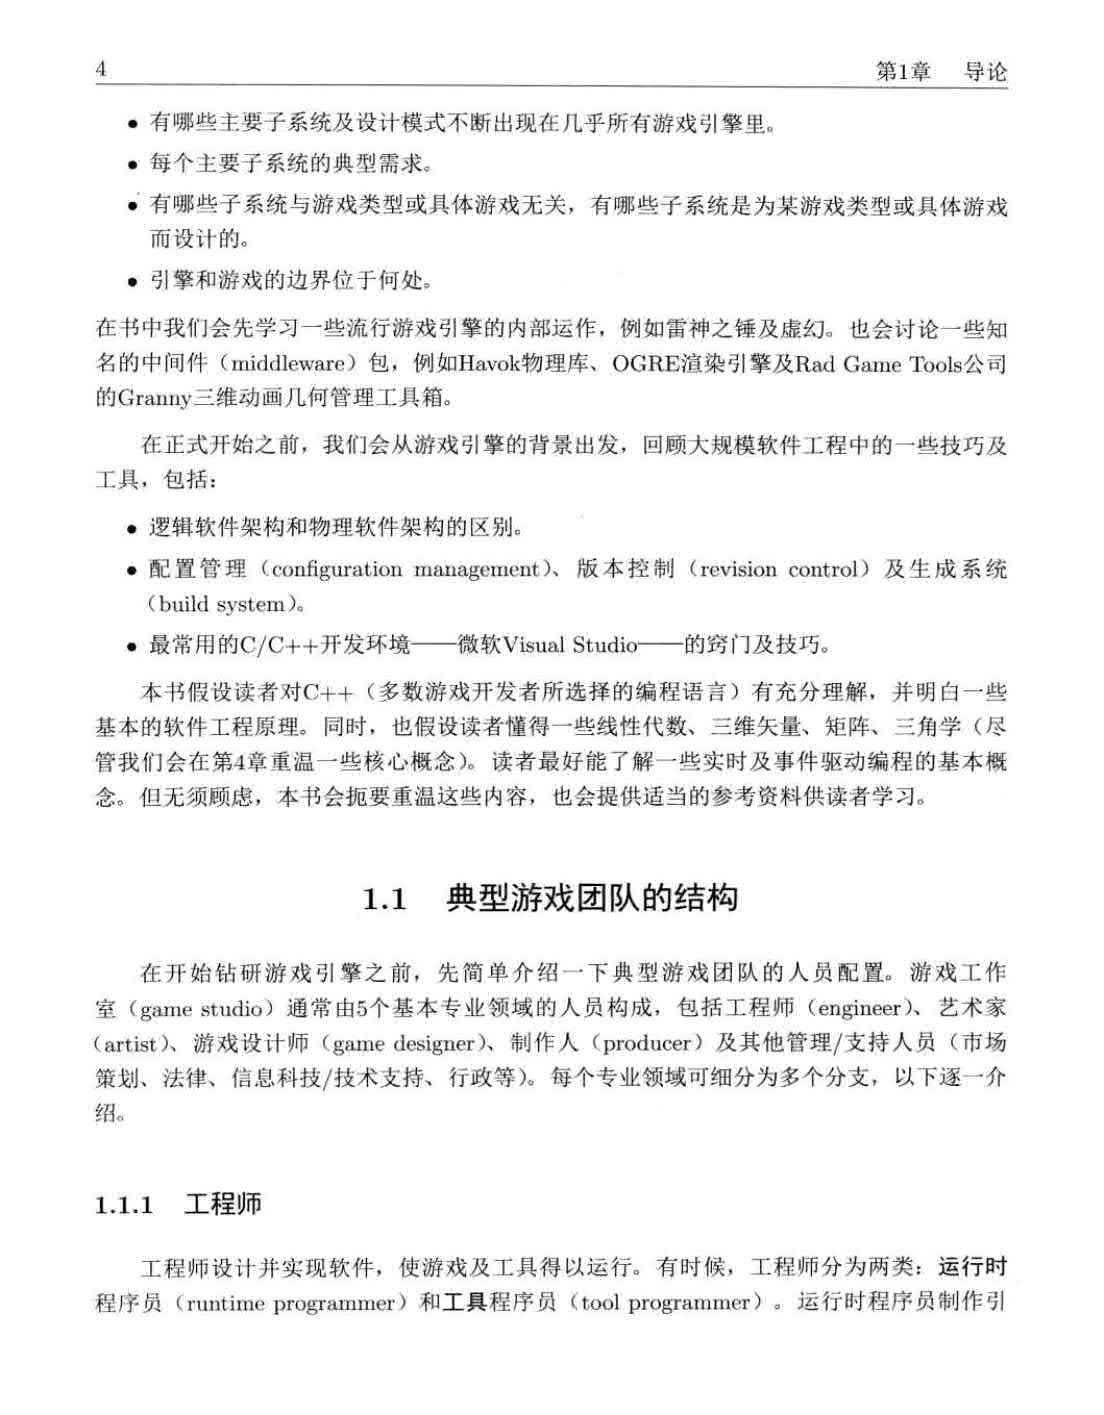 4 第1章 导论
• 有哪些主要子系统及设计模式不断出现在几乎所有游戏引擎里。
• 每个主要子系统的典型需求。
• 有哪些子系统与游戏类型或具体游戏无关，有哪些子系统是为某游戏类型或具体游戏
而设计的。
• 引擎和游戏的边界位于何处。
在书中我们会先学习一些流行游戏引擎的内部运作，例如雷神之锤及虚幻。也会讨论一些知
名的中间件（middleware）包，例如Havok物理库、OGRE渲染引擎及Rad Game Tools公司
的Granny三维动画几何管理工具箱。
在正式开始之前，我们会从游戏引擎的背景出发，回顾大规模软件工程中的一些技巧及
工具，包括：
• 逻辑软件架构和物理软件架构的区别。
• 配置管理（configuration management）、版本控制（revision control）及生成系统
（build system）。
• 最常用的C/C++开发环境——微软Visual Studio——的窍门及技巧。
本书假设读者对C++（多数游戏开发者所选择的编程语言）有充分理解，并明白一些
基本的软件工程原理。同时，也假设读者懂得一些线性代数、三维矢量、矩阵、三角学（尽
管我们会在第4章重温一些核心概念）。读者最好能了解一些实时及事件驱动编程的基本概
念。但无须顾虑，本书会扼要重温这些内容，也会提供适当的参考资料供读者学习。
1.1 典型游戏团队的结构
在开始钻研游戏引擎之前，先简单介绍一下典型游戏团队的人员配置。游戏工作
室（game studio）通常由5个基本专业领域的人员构成，包括工程师（engineer）、艺术家
（artist）、游戏设计师（game designer）、制作人（producer）及其他管理/支持人员（市场
策划、法律、信息科技/技术支持、行政等）。每个专业领域可细分为多个分支，以下逐一介
绍。
1.1.1 工程师
工程师设计并实现软件，使游戏及工具得以运行。有时候，工程师分为两类：运行时
程序员（runtime programmer）和工具程序员（tool programmer）。运行时程序员制作引